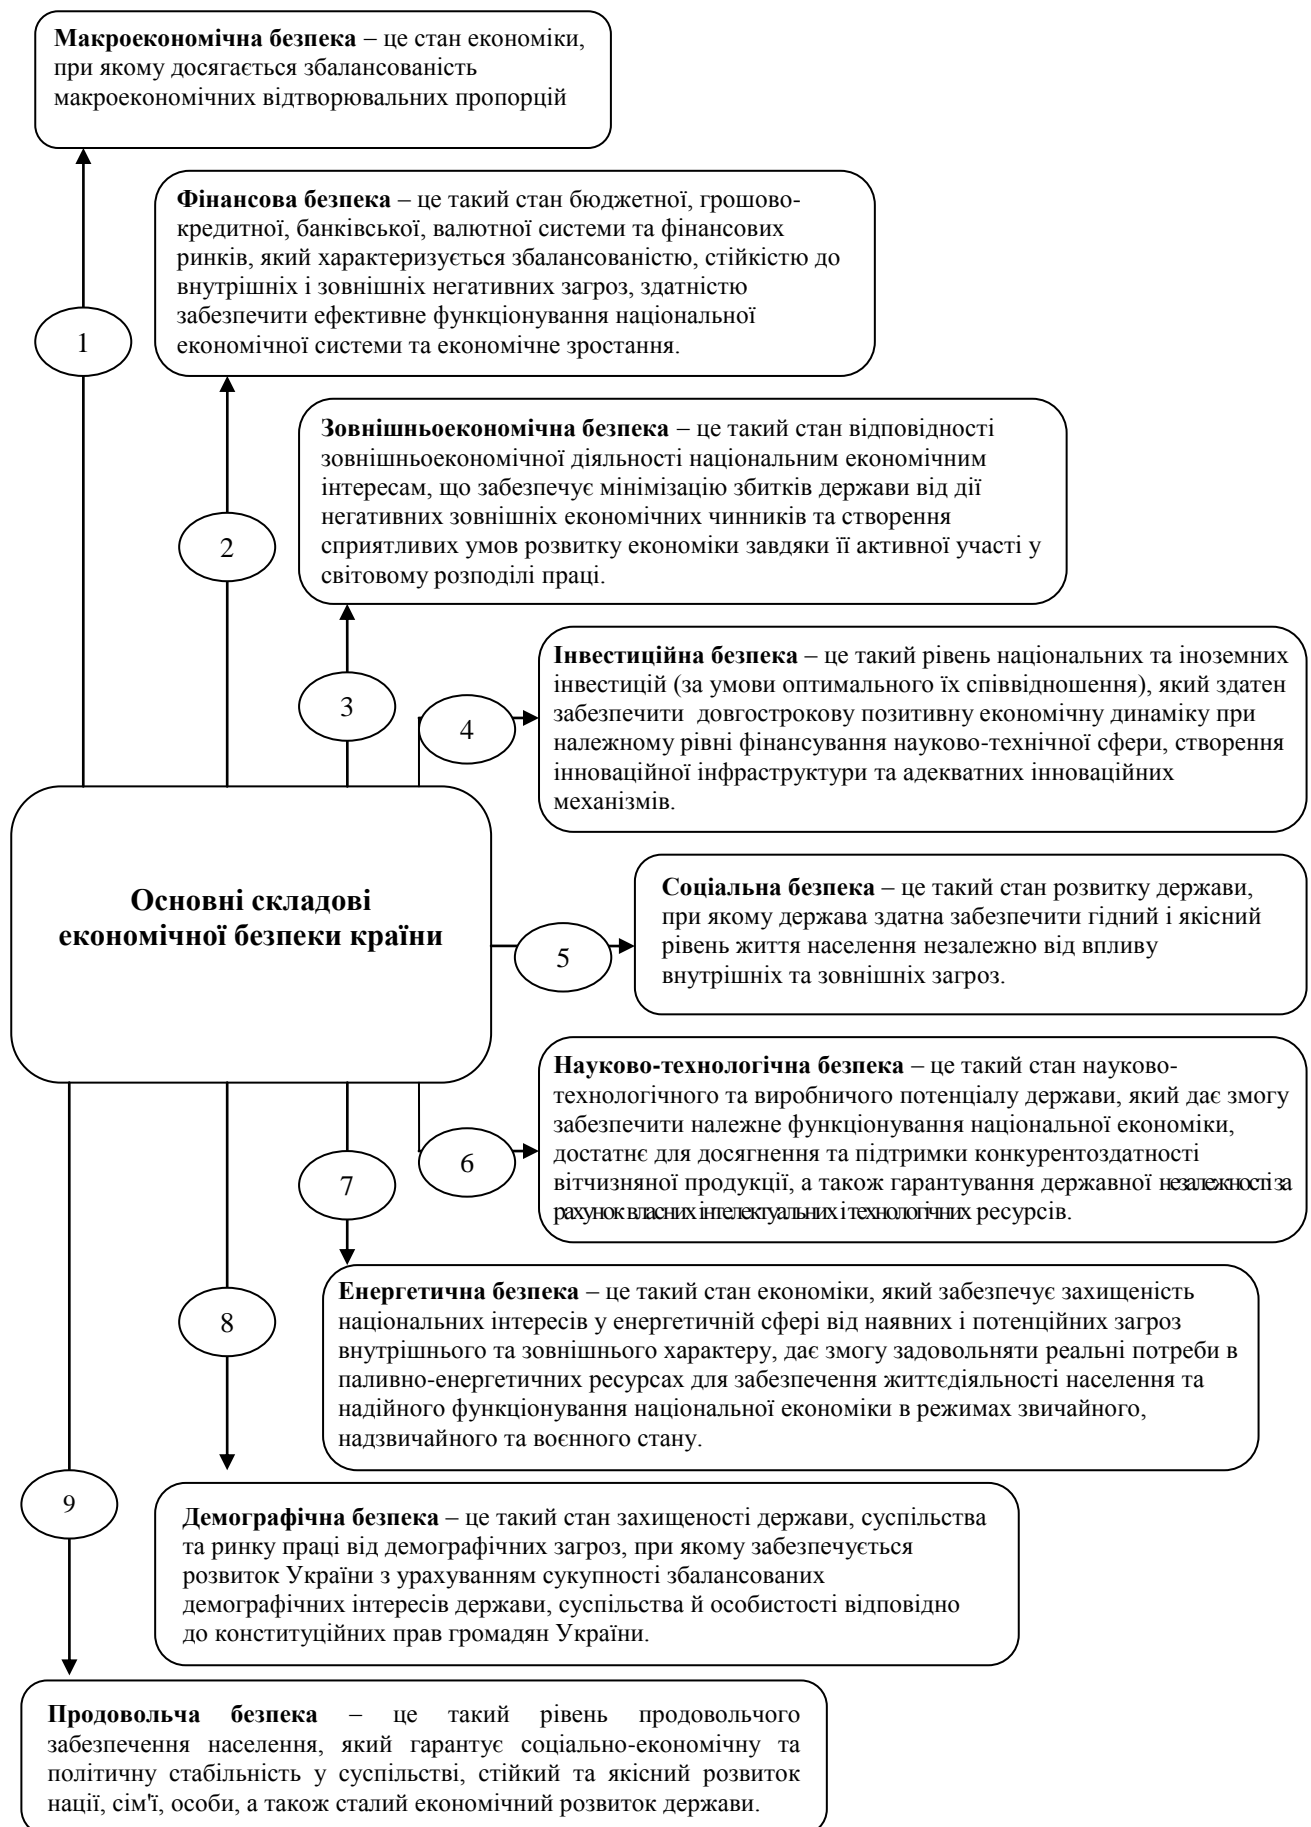 Макроекономічна безпека – це стан економіки,
при якому досягається збалансованість
макроекономічних відтворювальних пропорцій
Фінансова безпека – це такий стан бюджетної, грошово-
кредитної, банківської, валютної системи та фінансових
ринків, який характеризується збалансованістю, стійкістю до
внутрішніх і зовнішніх негативних загроз, здатністю
забезпечити ефективне функціонування національної
економічної системи та економічне зростання.
1
Зовнішньоекономічна безпека – це такий стан відповідності
зовнішньоекономічної діяльності національним економічним
інтересам, що забезпечує мінімізацію збитків держави від дії
негативних зовнішніх економічних чинників та створення
сприятливих умов розвитку економіки завдяки її активної участі у
світовому розподілі праці.
2
Інвестиційна безпека – це такий рівень національних та іноземних
інвестицій (за умови оптимального їх співвідношення), який здатен
забезпечити довгострокову позитивну економічну динаміку при
належному рівні фінансування науково-технічної сфери, створення
інноваційної інфраструктури та адекватних інноваційних
механізмів.
3
4
Основні складові
економічної безпеки країни
Соціальна безпека – це такий стан розвитку держави,
при якому держава здатна забезпечити гідний і якісний
рівень життя населення незалежно від впливу
внутрішніх та зовнішніх загроз.
5
Науково-технологічна безпека – це такий стан науково-
технологічного та виробничого потенціалу держави, який дає змогу
забезпечити належне функціонування національної економіки,
достатнє для досягнення та підтримки конкурентоздатності
вітчизняної продукції, а також гарантування державної незалежності за
рахунок власних інтелектуальних і технологічних ресурсів.
6
7
Енергетична безпека – це такий стан економіки, який забезпечує захищеність
національних інтересів у енергетичній сфері від наявних і потенційних загроз
внутрішнього та зовнішнього характеру, дає змогу задовольняти реальні потреби в
паливно-енергетичних ресурсах для забезпечення життєдіяльності населення та
надійного функціонування національної економіки в режимах звичайного,
надзвичайного та воєнного стану.
8
Демографічна безпека – це такий стан захищеності держави, суспільства
та ринку праці від демографічних загроз, при якому забезпечується
розвиток України з урахуванням сукупності збалансованих
демографічних інтересів держави, суспільства й особистості відповідно
до конституційних прав громадян України.
9
Продовольча безпека – це такий рівень продовольчого
забезпечення населення, який гарантує соціально-економічну та
політичну стабільність у суспільстві, стійкий та якісний розвиток
нації, сім'ї, особи, а також сталий економічний розвиток держави.